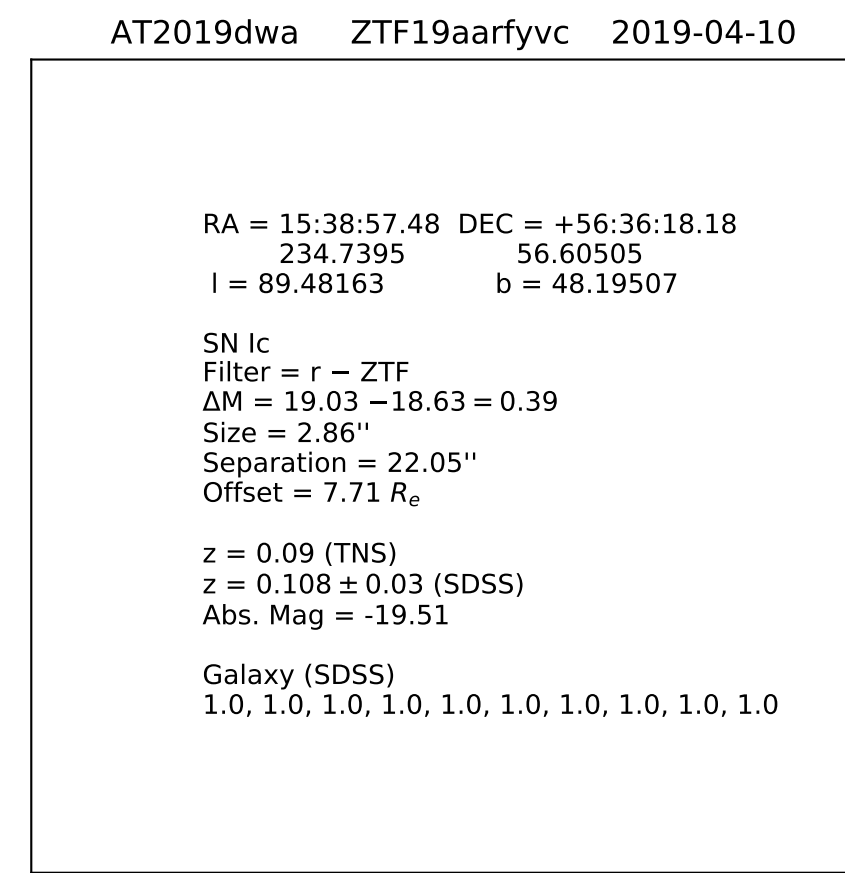 AT2019dwa ZTF19aarfyvc 2019-04-10
RA = 15:38:57.48 DEC = +56:36:18.18
234.7395 56.60505
l = 89.48163 b = 48.19507
SN Ic
Filter = r − ZTF
ΔM = 19.03 −18.63 = 0.39
Size = 2.86''
Separation = 22.05''
Offset = 7.71 Rₑ
z = 0.09 (TNS)
z = 0.108 ± 0.03 (SDSS)
Abs. Mag = -19.51
Galaxy (SDSS)
1.0, 1.0, 1.0, 1.0, 1.0, 1.0, 1.0, 1.0, 1.0, 1.0